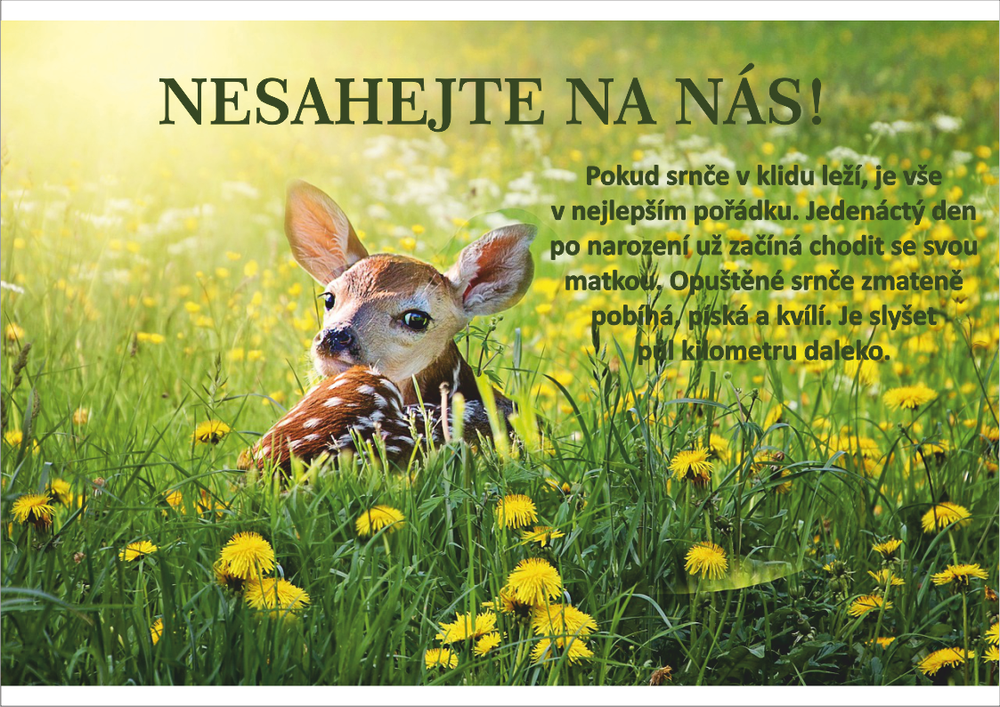 NESAHEJTE NA NÁS!
Pokud srnče v klidu leží, je vše
v nejlepším pořádku. Jedenáctý den
po narození už začíná chodit se svou
matkou. Opuštěné srnče zmateně
pobíhá, píská a kvílí. Je slyšet
půl kilometru daleko.